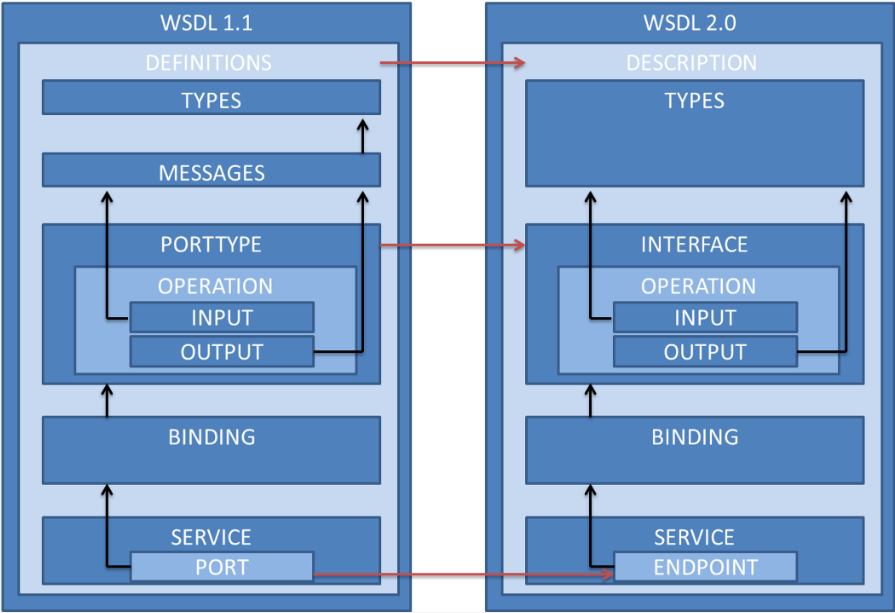 WSDL 1.1
DEFINITIONS
TYPES
MESSAGES
PORTTYPE
OPERATION
INPUT
OUTPUT
BINDING
SERVICE
PORT
WSDL 2.0
DESCRIPTION
TYPES
INTERFACE
OPERATION
INPUT
OUTPUT
BINDING
SERVICE
ENDPOINT